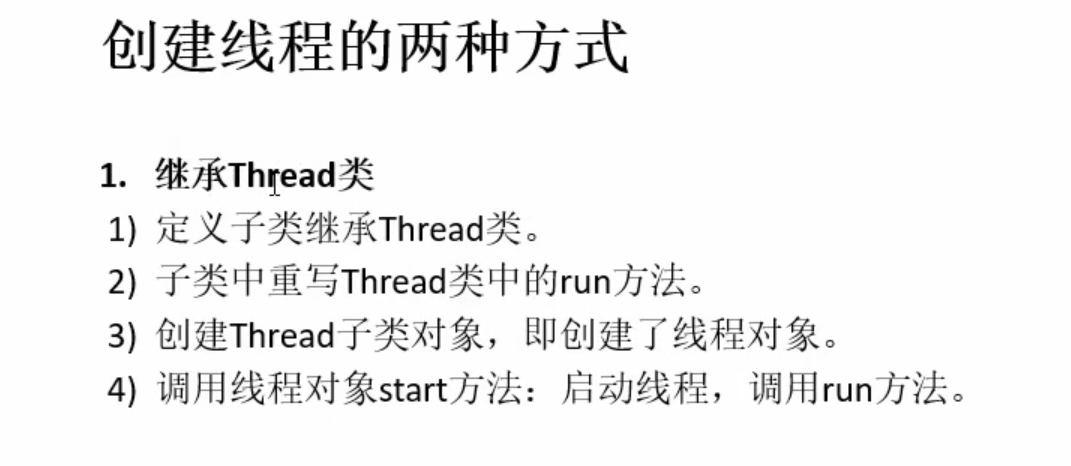 创建线程的两种方式
1. 继承Thread类
1) 定义子类继承Thread类。
2) 子类中重写Thread类中的run方法。
3) 创建Thread子类对象，即创建了线程对象。
4) 调用线程对象start方法：启动线程，调用run方法。